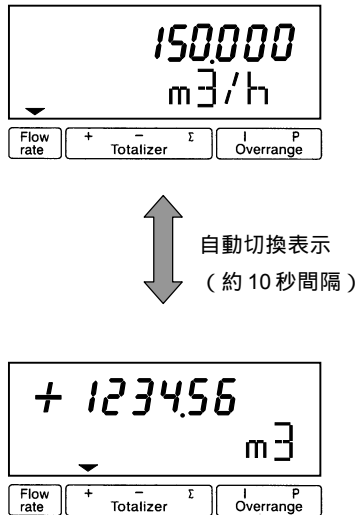 150.000
m3/h
Flow rate + - Σ Totalizer I P Overrange
自動切換表示
(約10秒間隔)
+ 1234.56
m3
Flow rate + - Σ Totalizer I P Overrange